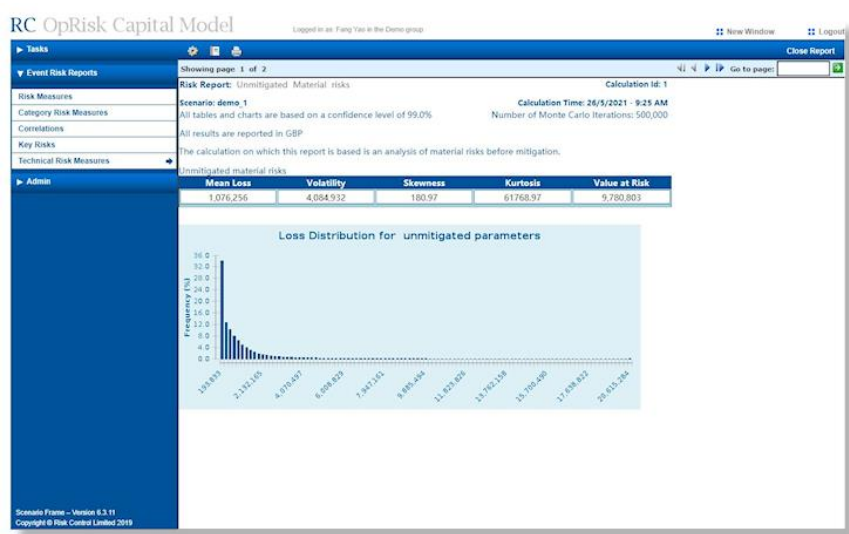 RC OpRisk Capital Model
Logged in as: Fang Yao in the Demo group
New Window
Logout
Tasks
Close Report
Event Risk Reports
Risk Measures
Category Risk Measures
Correlations
Key Risks
Technical Risk Measures
Admin
Showing page 1 of 2
Go to page:
Risk Report: Unmitigated Material risks
Calculation Id: 1
Scenario: demo_1
Calculation Time: 26/5/2021 - 9:25 AM
All tables and charts are based on a confidence level of 99.0%
Number of Monte Carlo Iterations: 500,000
All results are reported in GBP
The calculation on which this report is based is an analysis of material risks before mitigation.
Unmitigated material risks
Mean Loss Volatility Skewness Kurtosis Value at Risk
1,076,256 4,084,932 180.97 61768.97 9,780,803
Loss Distribution for unmitigated parameters
Frequency (%)
36.0
32.0
28.0
24.0
20.0
16.0
12.0
8.0
4.0
0.0
193,833
2,132,165
4,070,497
6,008,829
7,947,161
9,885,494
11,823,826
13,762,158
15,700,490
17,638,822
20,615,284
Scenario Frame – Version 6.3.11
Copyright © Risk Control Limited 2019